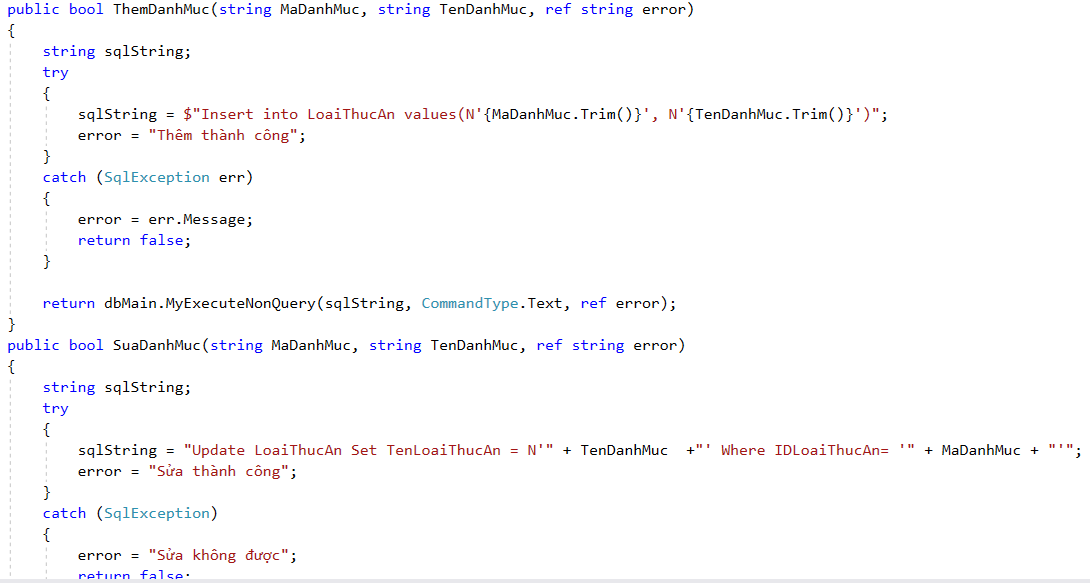 public bool ThemDanhMuc(string MaDanhMuc, string TenDanhMuc, ref string error)
{
string sqlString;
try
{
sqlString = $"Insert into LoaiThucAn values(N'{MaDanhMuc.Trim()}', N'{TenDanhMuc.Trim()}')";
error = "Thêm thành công";
}
catch (SqlException err)
{
error = err.Message;
return false;
}
return dbMain.MyExecuteNonQuery(sqlString, CommandType.Text, ref error);
}
public bool SuaDanhMuc(string MaDanhMuc, string TenDanhMuc, ref string error)
{
string sqlString;
try
{
sqlString = "Update LoaiThucAn Set TenLoaiThucAn = N'" + TenDanhMuc  +"' Where IDLoaiThucAn= '" + MaDanhMuc + "'";
error = "Sửa thành công";
}
catch (SqlException)
{
error = "Sửa không được";
return false;